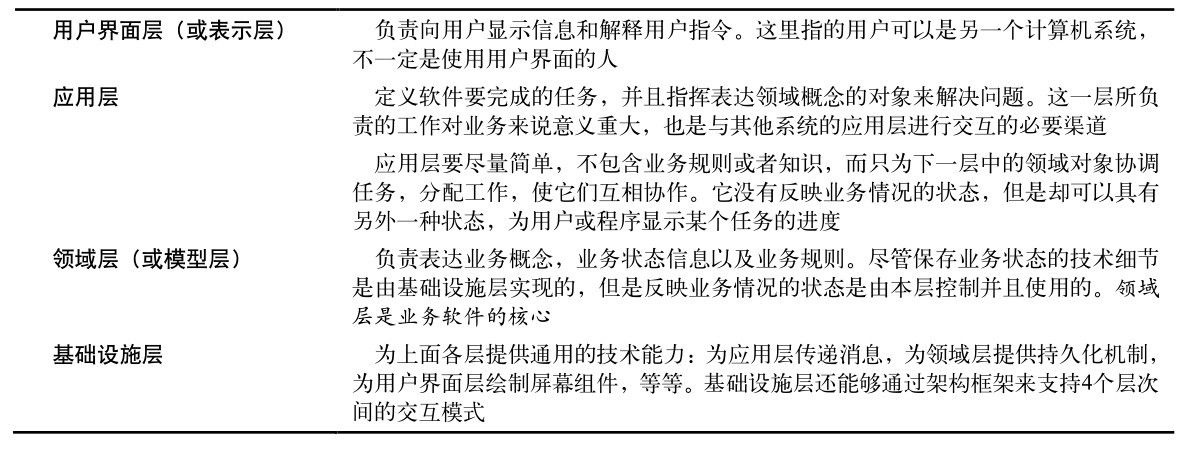 用户界面层（或表示层）
负责向用户显示信息和解释用户指令。这里指的用户可以是另一个计算机系统，
不一定是使用用户界面的人
应用层
定义软件要完成的任务，并且指挥表达领域概念的对象来解决问题。这一层所负
责的工作对业务来说意义重大，也是与其他系统的应用层进行交互的必要渠道
应用层要尽量简单，不包含业务规则或者知识，而只为下一层中的领域对象协调
任务，分配工作，使它们互相协作。它没有反映业务情况的状态，但是却可以具有
另外一种状态，为用户或程序显示某个任务的进度
领域层（或模型层）
负责表达业务概念，业务状态信息以及业务规则。尽管保存业务状态的技术细节
是由基础设施层实现的，但是反映业务情况的状态是由本层控制并且使用的。领域
层是业务软件的核心
基础设施层
为上面各层提供通用的技术能力：为应用层传递消息，为领域层提供持久化机制，
为用户界面层绘制屏幕组件，等等。基础设施层还能够通过架构框架来支持4个层次
间的交互模式